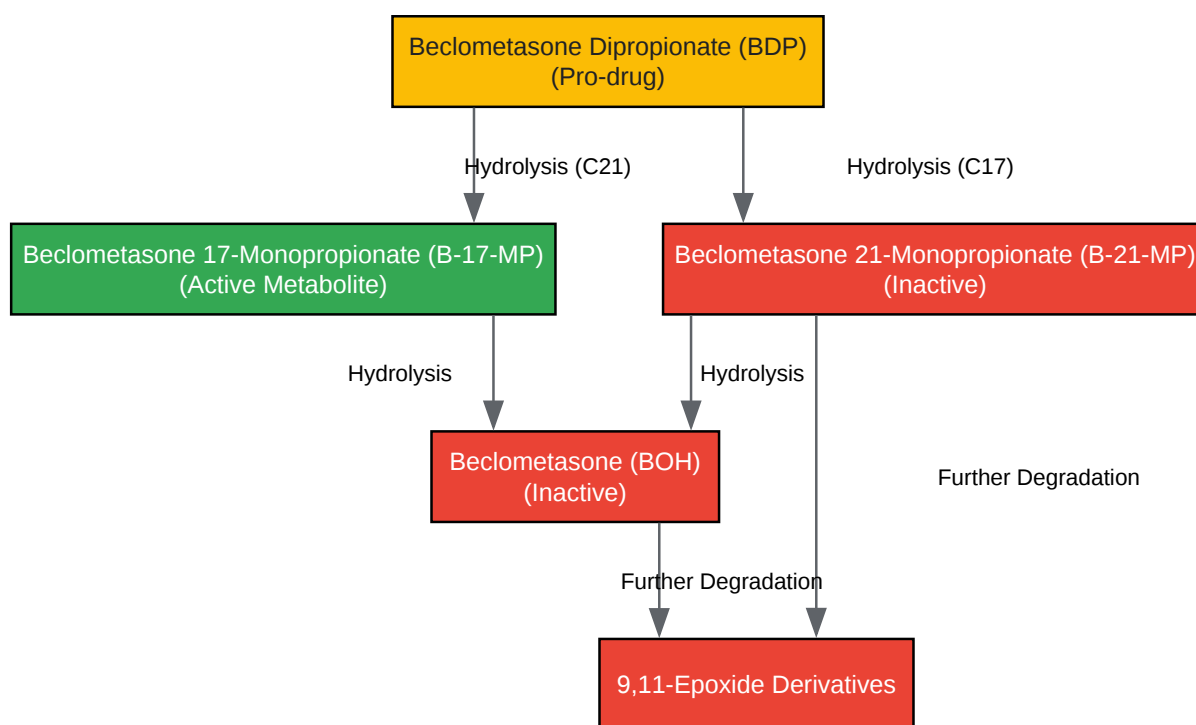 Beclometasone Dipropionate (BDP)
(Pro-drug)
Hydrolysis (C21)
Hydrolysis (C17)
Beclometasone 17-Monopropionate (B-17-MP)
(Active Metabolite)
Beclometasone 21-Monopropionate (B-21-MP)
(Inactive)
Hydrolysis
Hydrolysis
Beclometasone (BOH)
(Inactive)
Further Degradation
Further Degradation
9,11-Epoxide Derivatives